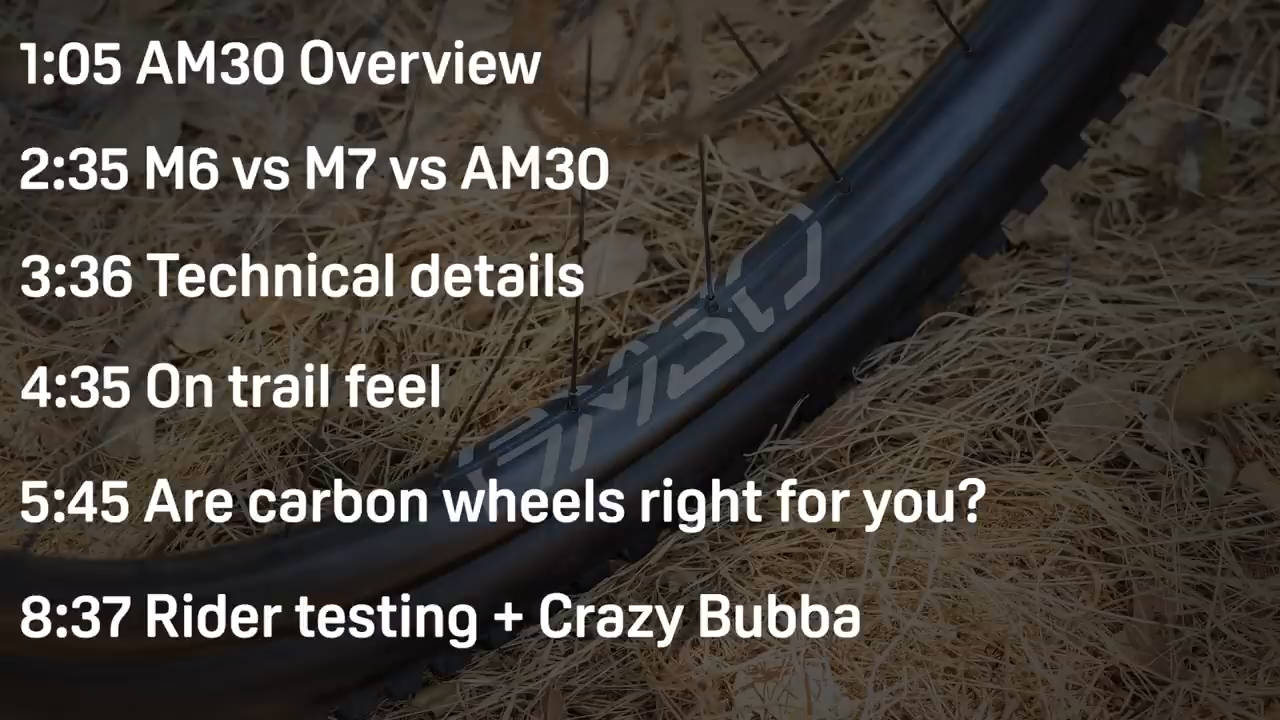 1:05 AM30 Overview
2:35 M6 vs M7 vs AM30
3:36 Technical details
4:35 On trail feel
AM30
5:45 Are carbon wheels right for you?
8:37 Rider testing + Crazy Bubba